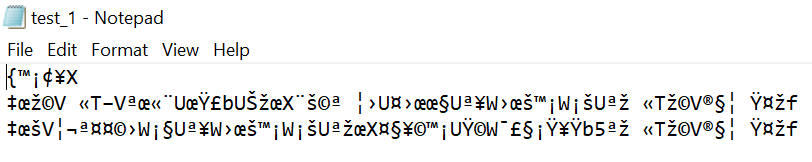 test_1 - Notepad
File Edit Format View Help
{™¡¢¥X
‡œž©V «T–Vªœ«¨UœŸ£bUŠžœX¨š©ª ¦›U¤›œœ§Uª¥W›œš™¡W¡šUªž «Tž©V®§¦ Ÿ¤žf
‡œšV¦¬ª¤¤©›W¡§Uª¥W›œš™¡W¡šUªžœX¤§¥©™¡UŸ©W¯£§¡Ÿ¥Ÿb5ªž «Tž©V®§¦ Ÿ¤žf